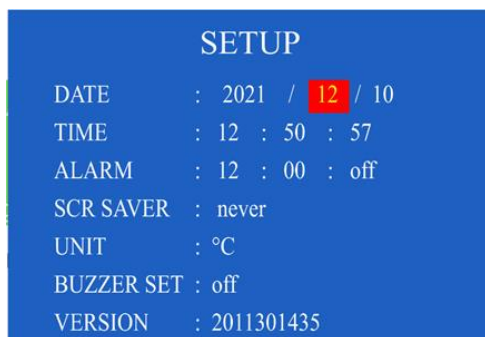 SETUP
DATE : 2021 / 12 / 10
TIME : 12 : 50 : 57
ALARM : 12 : 00 : off
SCR SAVER : never
UNIT : °C
BUZZER SET : off
VERSION : 2011301435